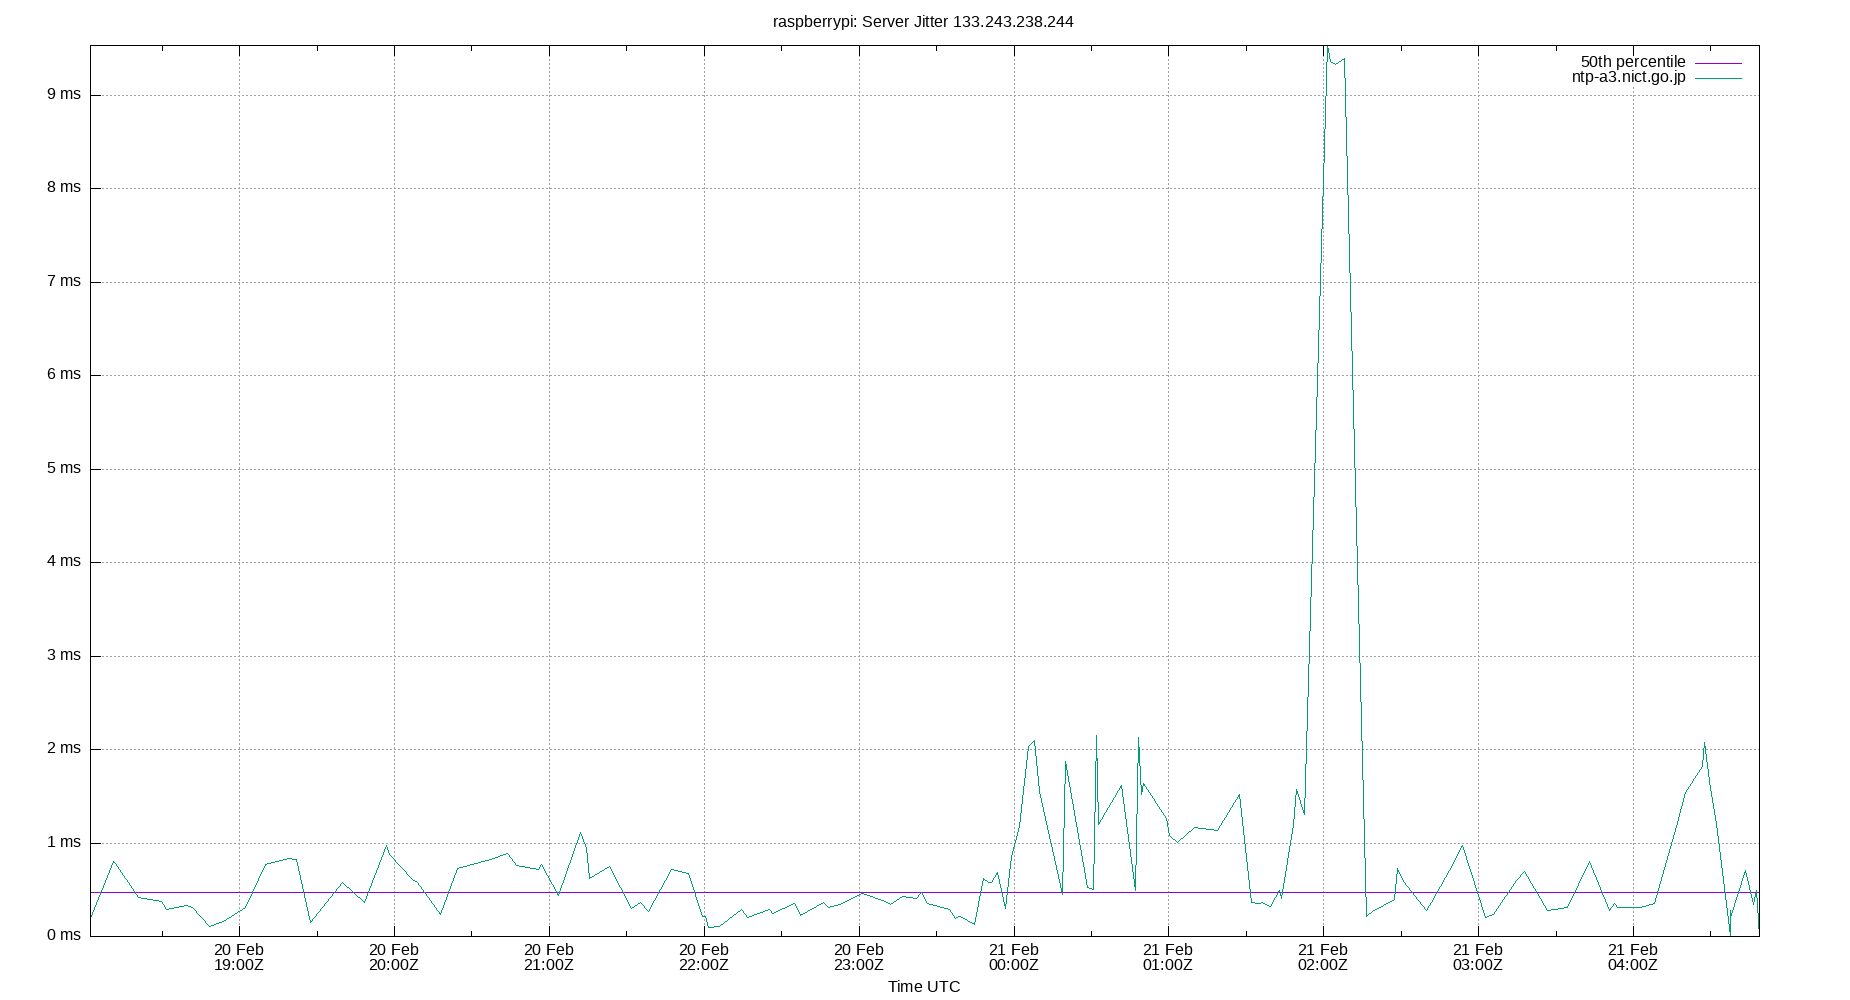 raspberrypi: Server Jitter 133.243.238.244
50th percentile
ntp-a3.nict.go.jp
9 ms
8 ms
7 ms
6 ms
5 ms
4 ms
3 ms
2 ms
1 ms
0 ms
20 Feb 20 Feb 20 Feb 20 Feb 20 Feb 21 Feb 21 Feb 21 Feb 21 Feb 21 Feb
19:00Z 20:00Z 21:00Z 22:00Z 23:00Z 00:00Z 01:00Z 02:00Z 03:00Z 04:00Z
Time UTC